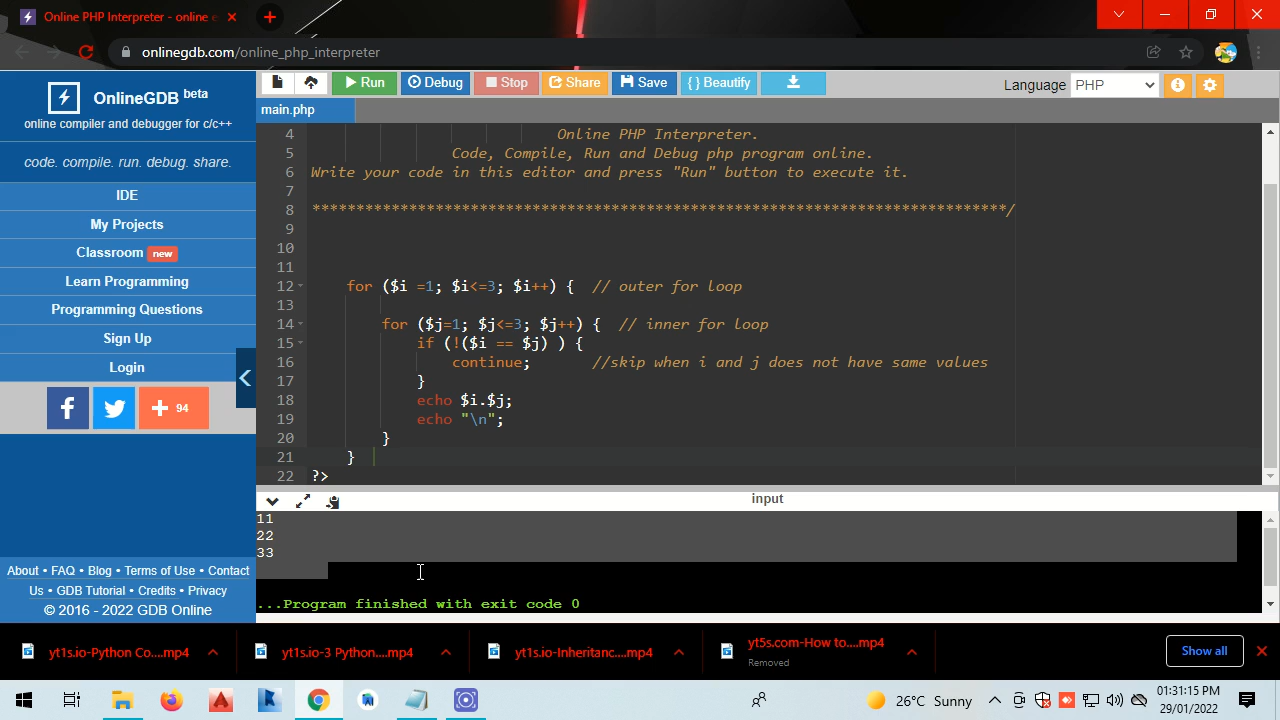 Online PHP Interpreter - online e
onlinegdb.com/online_php_interpreter
OnlineGDB beta
online compiler and debugger for c/c++
code. compile. run. debug. share.
IDE
My Projects
Classroom new
Learn Programming
Programming Questions
Sign Up
Login
94
About • FAQ • Blog • Terms of Use • Contact
Us • GDB Tutorial • Credits • Privacy
© 2016 - 2022 GDB Online
Run Debug Stop Share Save { } Beautify
Language PHP
main.php
4 Online PHP Interpreter.
5 Code, Compile, Run and Debug php program online.
6 Write your code in this editor and press "Run" button to execute it.
7
8 *******************************************************************************/
9
10
11
12 for ($i =1; $i<=3; $i++) { // outer for loop
13
14 for ($j=1; $j<=3; $j++) { // inner for loop
15 if (!($i == $j) ) {
16 continue; //skip when i and j does not have same values
17 }
18 echo $i.$j;
19 echo "\n";
20 }
21 }
22 ?>
input
11
22
33
...Program finished with exit code 0
yt1s.io-Python Co....mp4
yt1s.io-3 Python....mp4
yt1s.io-Inheritanc....mp4
yt5s.com-How to....mp4
Removed
Show all
26°C Sunny
01:31:15 PM
29/01/2022